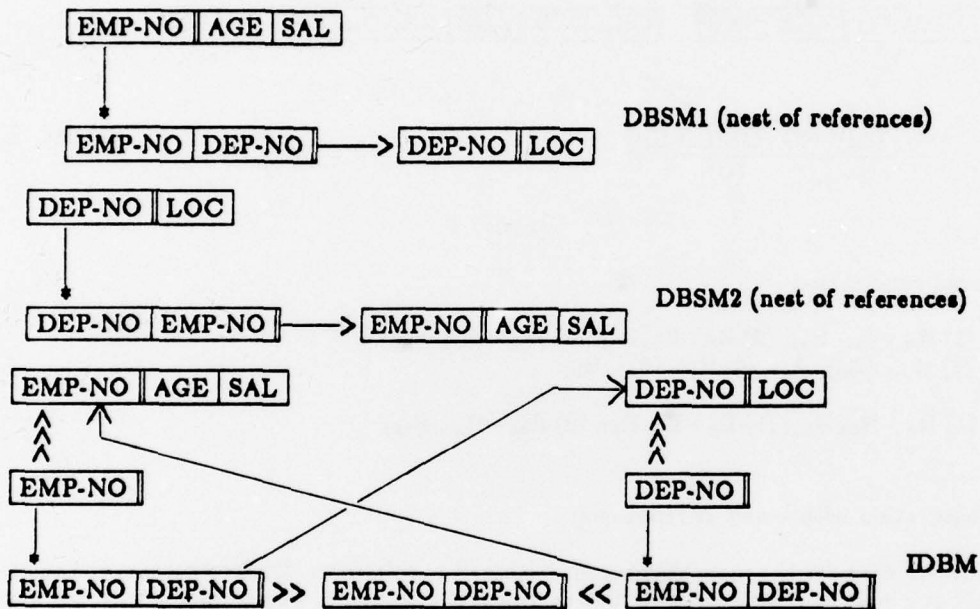 EMP-NO AGE SAL
DBSM1 (nest of references)
EMP-NO DEP-NO DEP-NO LOC
DEP-NO LOC
DBSM2 (nest of references)
DEP-NO EMP-NO EMP-NO AGE SAL
EMP-NO AGE SAL DEP-NO LOC
EMP-NO DEP-NO
IDBM
EMP-NO DEP-NO >> EMP-NO DEP-NO << EMP-NO DEP-NO